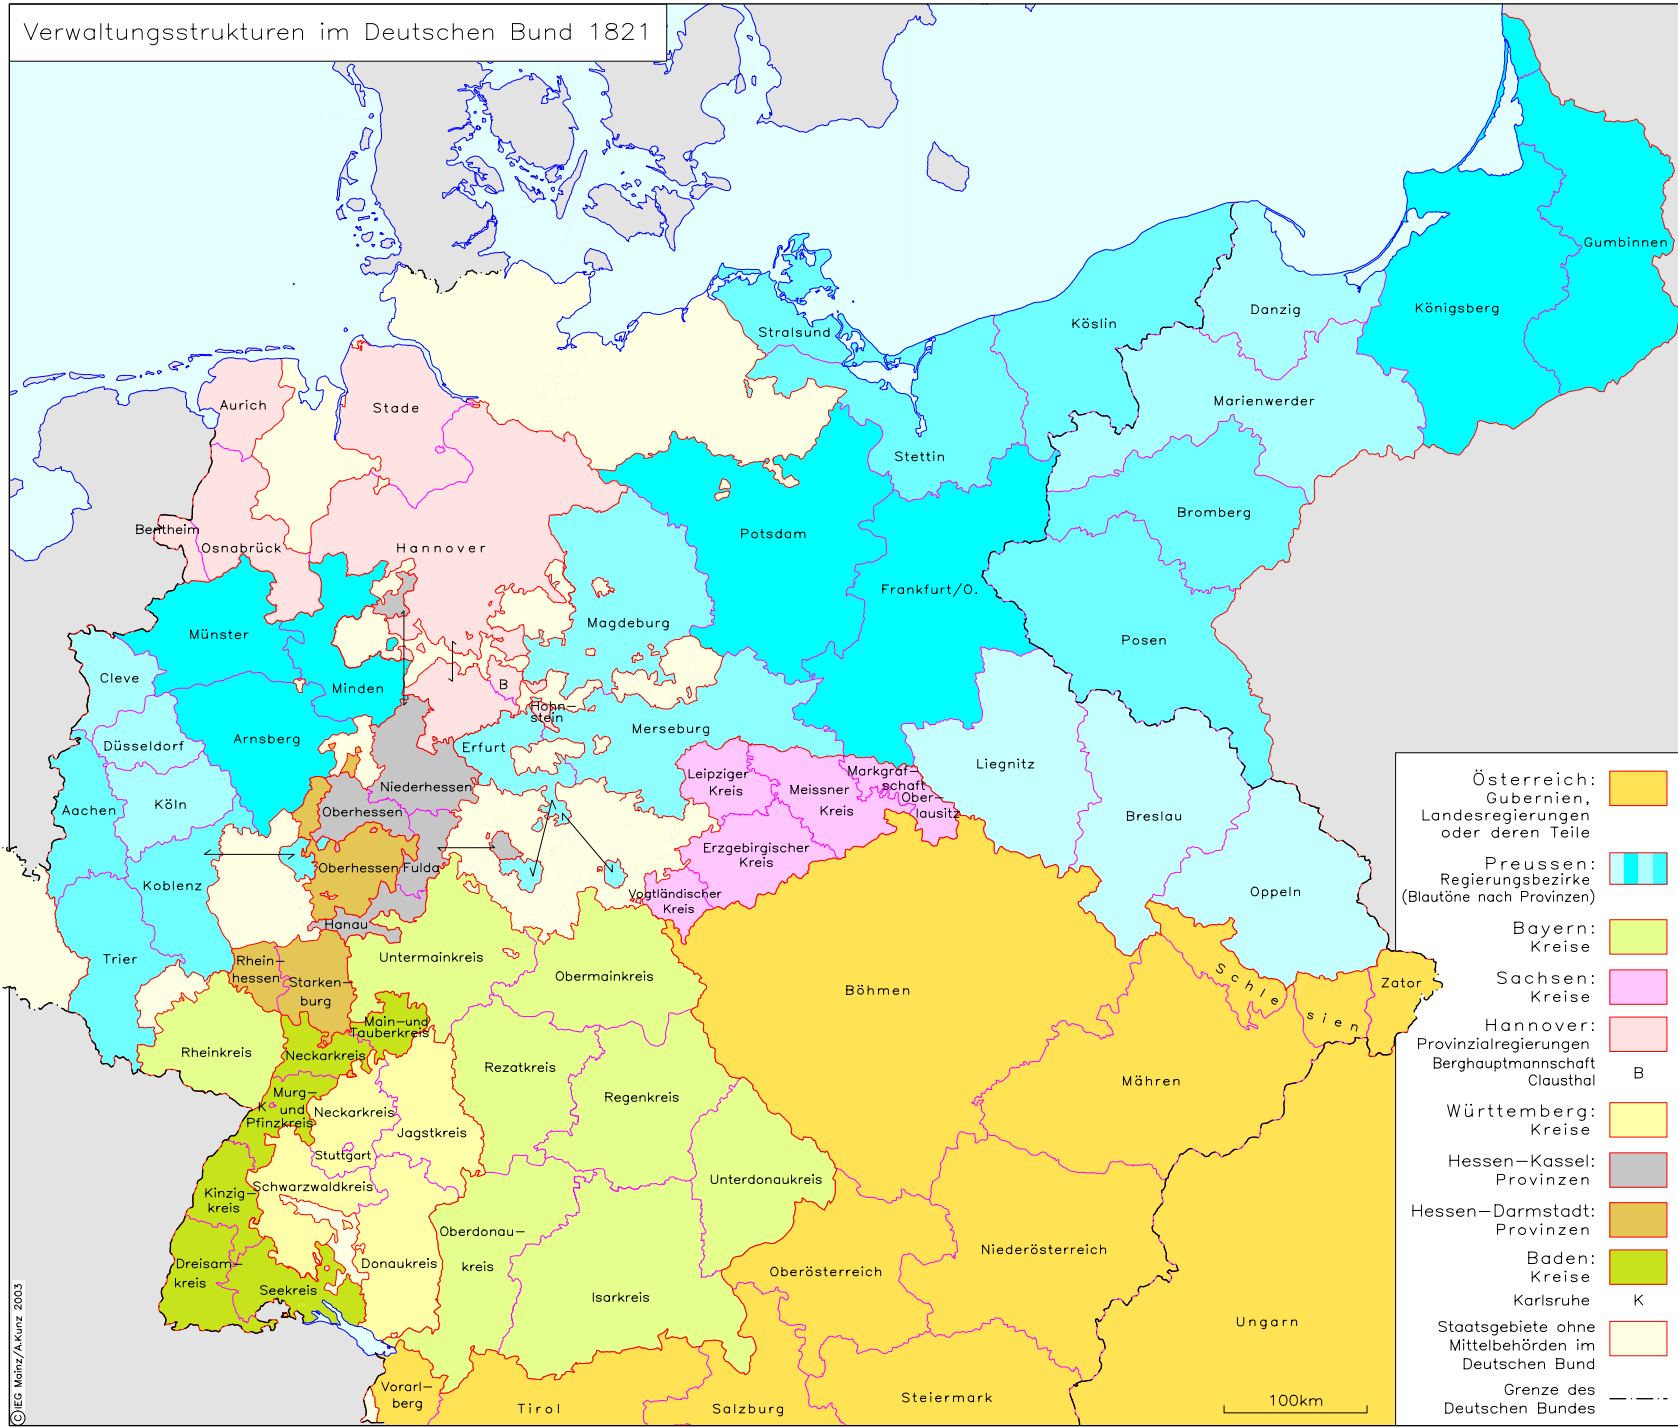 Verwaltungsstrukturen im Deutschen Bund 1821
Gumbinnen
Königsberg
Danzig
Köslin
Stralsund
Marienwerder
Aurich
Stade
Stettin
Bromberg
Bentheim
Osnabrück
Hannover
Potsdam
Frankfurt/O.
Münster
Magdeburg
Posen
Cleve
Minden
B
Hohn-
stein
Düsseldorf
Arnsberg
Erfurt
Merseburg
Liegnitz
Leipziger
Kreis
Meissner
Kreis
Markgraf-
schaft
Ober-
lausitz
Aachen
Köln
Niederhessen
Oberhessen
Breslau
Erzgebirgischer
Kreis
Oberhessen
Fulda
Koblenz
Vogtländischer
Kreis
Oppeln
Hanau
Trier
Rhein-
hessen
Starken-
burg
Untermainkreis
Obermainkreis
Böhmen
Schle
sien
Zator
Main-und
Tauberkreis
Rheinkreis
Neckarkreis
Rezatkreis
Mähren
Murg-
K und
Pfinzkreis
Neckarkreis
Regenkreis
Jagstkreis
Stuttgart
Schwarzwaldkreis
Kinzig-
kreis
Unterdonaukreis
Oberdonau-
kreis
Donaukreis
Dreisam-
kreis
Seekreis
Isarkreis
Oberösterreich
Niederösterreich
Ungarn
Vorarl-
berg
Tirol
Salzburg
Steiermark
100km
Österreich:
Gubernien,
Landesregierungen
oder deren Teile
Preussen:
Regierungsbezirke
(Blautöne nach Provinzen)
Bayern:
Kreise
Sachsen:
Kreise
Hannover:
Provinzialregierungen
Berghauptmannschaft
Clausthal B
Württemberg:
Kreise
Hessen-Kassel:
Provinzen
Hessen-Darmstadt:
Provinzen
Baden:
Kreise
Karlsruhe K
Staatsgebiete ohne
Mittelbehörden im
Deutschen Bund
Grenze des
Deutschen Bundes
©IEG Mainz/A.Kunz 2003